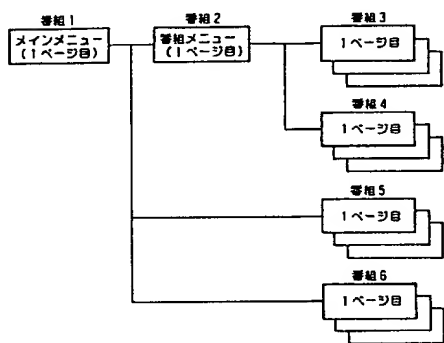 番組1
メインメニュー
(1ページ目)
番組2
番組メニュー
(1ページ目)
番組3
1ページ目
番組4
1ページ目
番組5
1ページ目
番組6
1ページ目